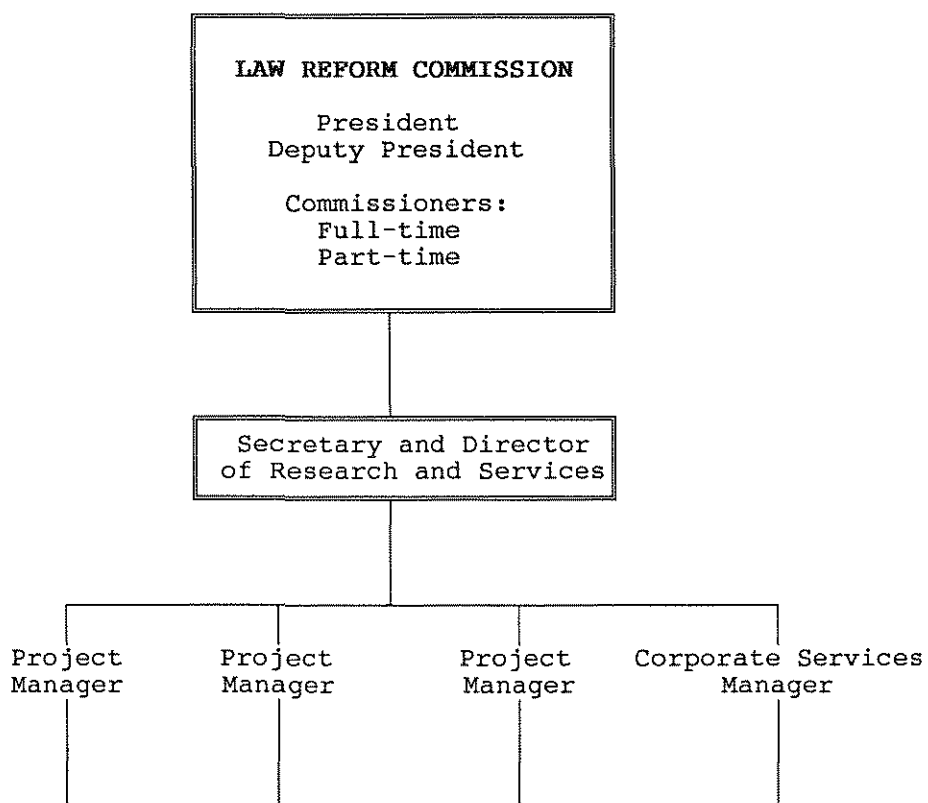 LAW REFORM COMMISSION
President
Deputy President
Commissioners:
Full-time
Part-time
Secretary and Director
of Research and Services
Project
Manager
Project
Manager
Project
Manager
Corporate Services
Manager